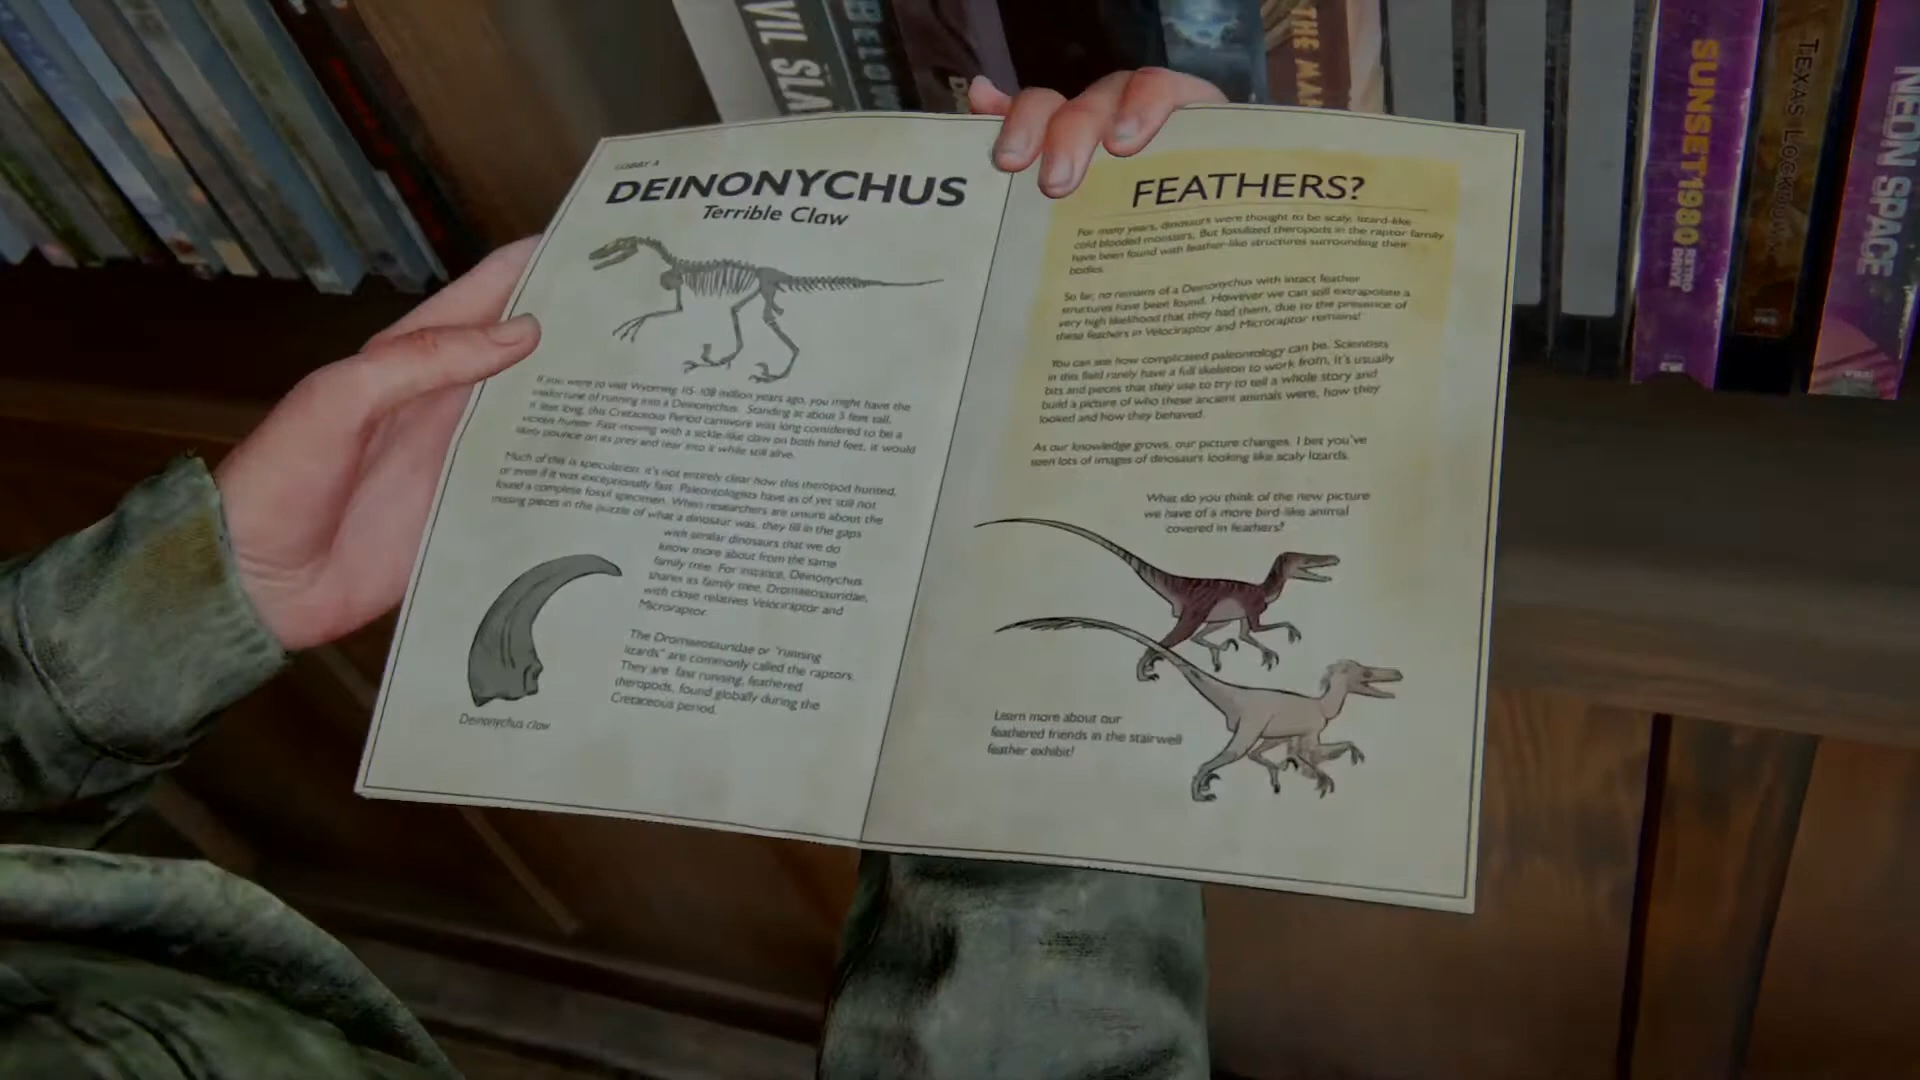 LOBBY A
DEINONYCHUS
Terrible Claw
If you were to visit Wyoming 115-108 million years ago, you might have the
misfortune of running into a Deinonychus. Standing at about 3 feet tall,
11 feet long, this Cretaceous Period carnivore was long considered to be a
vicious hunter. Fast-moving with a sickle-like claw on both hind feet, it would
likely pounce on its prey and tear into it while still alive.
Much of this is speculation. It's not entirely clear how this theropod hunted,
or even if it was exceptionally fast. Paleontologists have as of yet still not
found a complete fossil specimen. When researchers are unsure about the
missing pieces in the puzzle of what a dinosaur was, they fill in the gaps
with similar dinosaurs that we do
know more about from the same
family tree. For instance, Deinonychus
shares its family tree, Dromaeosauridae,
with close relatives Velociraptor and
Microraptor.
The Dromaeosauridae or "running
lizards" are commonly called the raptors.
They are fast running, feathered
theropods, found globally during the
Cretaceous period.
Deinonychus claw
FEATHERS?
For many years, dinosaurs were thought to be scaly, lizard-like
cold blooded monsters. But fossilized theropods in the raptor family
have been found with feather-like structures surrounding their
bodies.
So far, no remains of a Deinonychus with intact feather
structures have been found. However we can still extrapolate a
very high likelihood that they had them, due to the presence of
these feathers in Velociraptor and Microraptor remains!
You can see how complicated paleontology can be. Scientists
in this field rarely have a full skeleton to work from, it's usually
bits and pieces that they use to try to tell a whole story and
build a picture of who these ancient animals were, how they
looked and how they behaved.
As our knowledge grows, our picture changes. I bet you've
seen lots of images of dinosaurs looking like scaly lizards.
What do you think of the new picture
we have of a more bird-like animal
covered in feathers?
Learn more about our
feathered friends in the stairwell
feather exhibit!
VIL SLA
BELOW
THE MAN
SUNSET1980 RETRO DRIVE
TEXAS LOCKDOWN
VHS
NEON SPACE